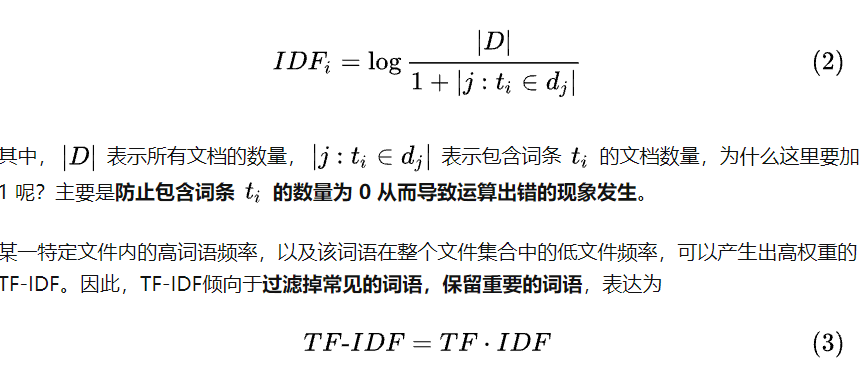 IDF_i = log |D| / (1 + |j : t_i ∈ d_j|) (2)
其中，|D| 表示所有文档的数量，|j : t_i ∈ d_j| 表示包含词条 t_i 的文档数量，为什么这里要加
1 呢？主要是防止包含词条 t_i 的数量为 0 从而导致运算出错的现象发生。
某一特定文件内的高词语频率，以及该词语在整个文件集合中的低文件频率，可以产生出高权重的
TF-IDF。因此，TF-IDF倾向于过滤掉常见的词语，保留重要的词语，表达为
TF-IDF = TF · IDF (3)